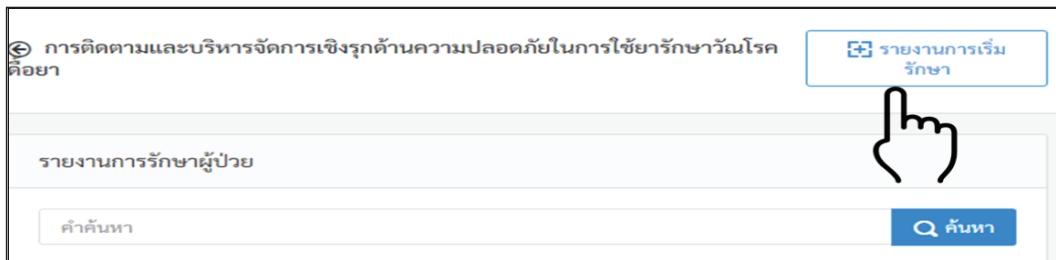 การติดตามและบริหารจัดการเชิงรุกด้านความปลอดภัยในการใช้ยารักษาวัณโรค
ดื้อยา
รายงานการเริ่ม
รักษา
รายงานการรักษาผู้ป่วย
คำค้นหา
ค้นหา